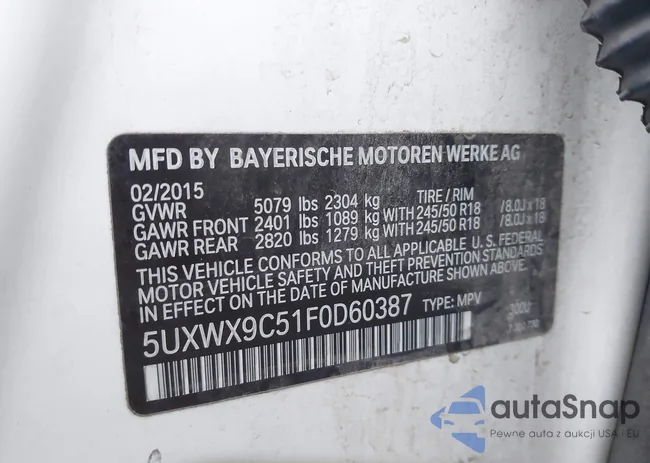 MFD BY BAYERISCHE MOTOREN WERKE AG
02/2015 TIRE / RIM
GVWR 5079 lbs 2304 kg
GAWR FRONT 2401 lbs 1089 kg WITH 245/50 R18 /8.0J x 18
GAWR REAR 2820 lbs 1279 kg WITH 245/50 R18 /8.0J x 18
THIS VEHICLE CONFORMS TO ALL APPLICABLE U.S. FEDERAL
MOTOR VEHICLE SAFETY AND THEFT PREVENTION STANDARDS
IN EFFECT ON THE DATE OF MANUFACTURE SHOWN ABOVE.
5UXWX9C51F0D60387 TYPE: MPV 300U
autaSnap
Pewne auta z aukcji USA i EU